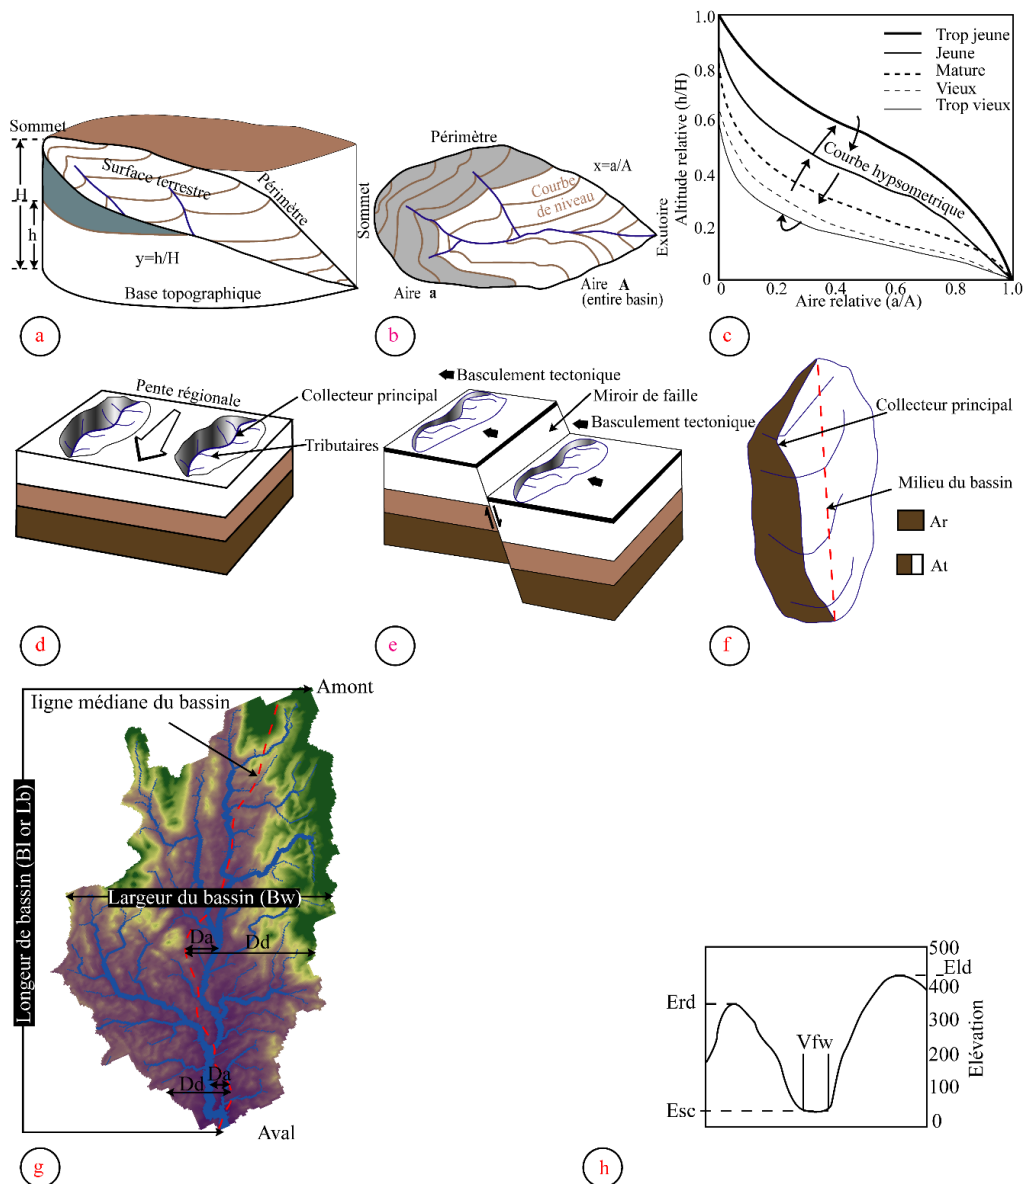 Sommet
H
h
Surface terrestre
Périmètre
y=h/H
Base topographique
a
Périmètre
x=a/A
Sommet
Courbe
de niveau
Exutoire
Aire a
Aire A
(entire basin)
b
Altitude relative (h/H)
1.0
0.8
0.6
0.4
0.2
0
Trop jeune
Jeune
Mature
Vieux
Trop vieux
Courbe hypsometrique
0
0.2
0.4
0.6
0.8
1.0
Aire relative (a/A)
c
Pente régionale
Collecteur principal
Tributaires
d
Basculement tectonique
Miroir de faille
Basculement tectonique
e
Collecteur principal
Milieu du bassin
Ar
At
f
Iigne médiane du bassin
Amont
Longeur de bassin (Bl or Lb)
Largeur du bassin (Bw)
Da
Dd
Da
Dd
Aval
g
Erd
Esc
Vfw
500
Eld
400
300
200
100
0
Elévation
h